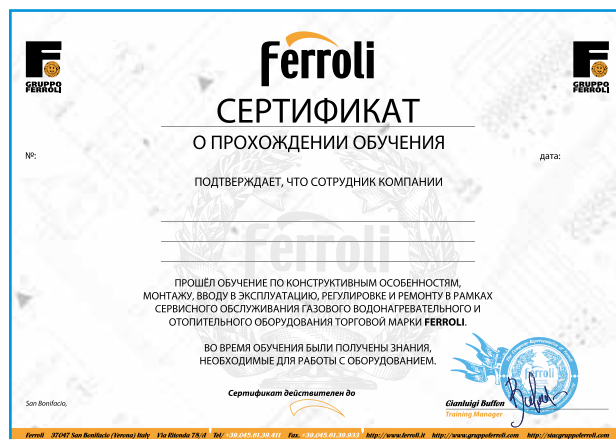 GRUPPO
FERROLI
Ferroli
GRUPPO
FERROLI
СЕРТИФИКАТ
О ПРОХОЖДЕНИИ ОБУЧЕНИЯ
№:
дата:
ПОДТВЕРЖДАЕТ, ЧТО СОТРУДНИК КОМПАНИИ
Ferroli
ПРОШЁЛ ОБУЧЕНИЕ ПО КОНСТРУКТИВНЫМ ОСОБЕННОСТЯМ,
МОНТАЖУ, ВВОДУ В ЭКСПЛУАТАЦИЮ, РЕГУЛИРОВКЕ И РЕМОНТУ В РАМКАХ
СЕРВИСНОГО ОБСЛУЖИВАНИЯ ГАЗОВОГО ВОДОНАГРЕВАТЕЛЬНОГО И
ОТОПИТЕЛЬНОГО ОБОРУДОВАНИЯ ТОРГОВОЙ МАРКИ FERROLI.
ВО ВРЕМЯ ОБУЧЕНИЯ БЫЛИ ПОЛУЧЕНЫ ЗНАНИЯ,
НЕОБХОДИМЫЕ ДЛЯ РАБОТЫ С ОБОРУДОВАНИЕМ.
Ferroli
Сертификат действителен до
San Bonifacio,
Gianluigi Buffon
Training Manager
Ferroli 37047 San Bonifacio (Verona) Italy Via Ritonda 78/A Tel/ +39.045.61.39.411 Fax +39.045.61.39.933 http://www.ferroli.it http://www.gruppoferroli.com